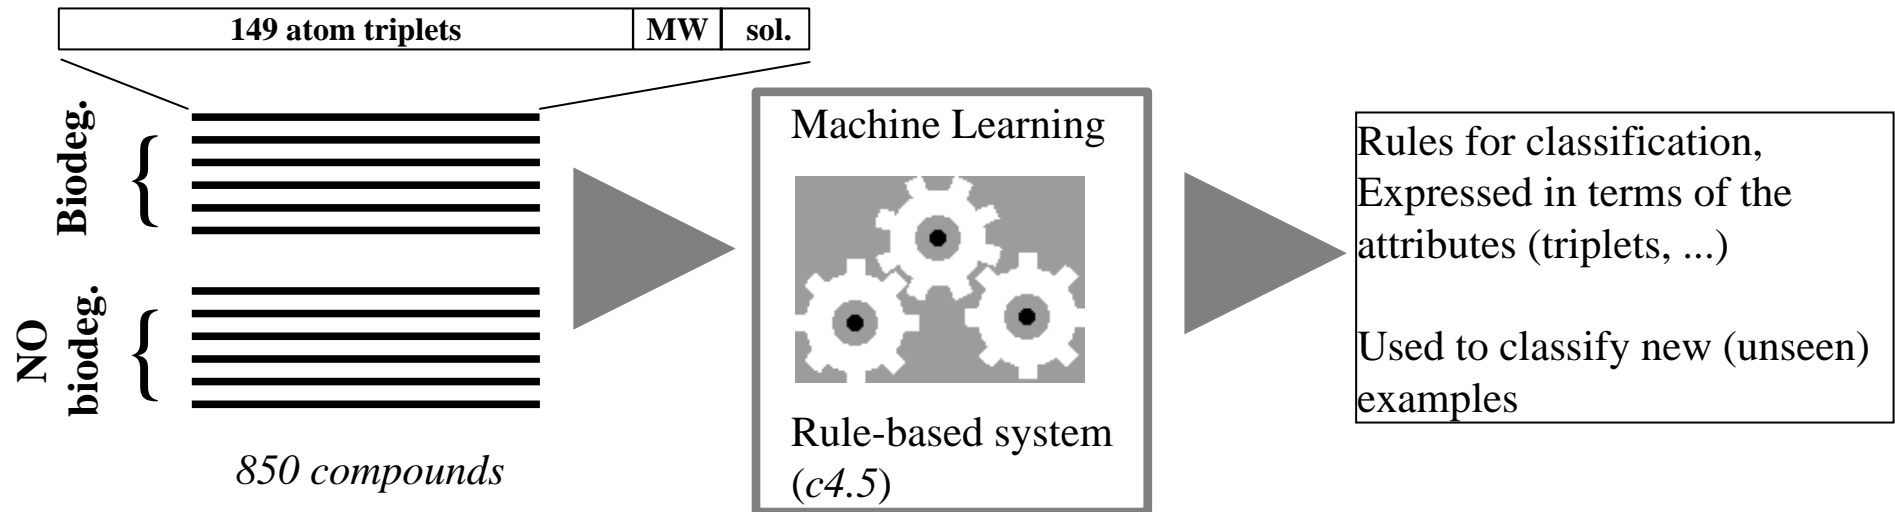 149 atom triplets MW sol.
Biodeg.
{
NO
biodeg.
{
850 compounds
Machine Learning
Rule-based system
(c4.5)
Rules for classification,
Expressed in terms of the
attributes (triplets, ...)
Used to classify new (unseen)
examples